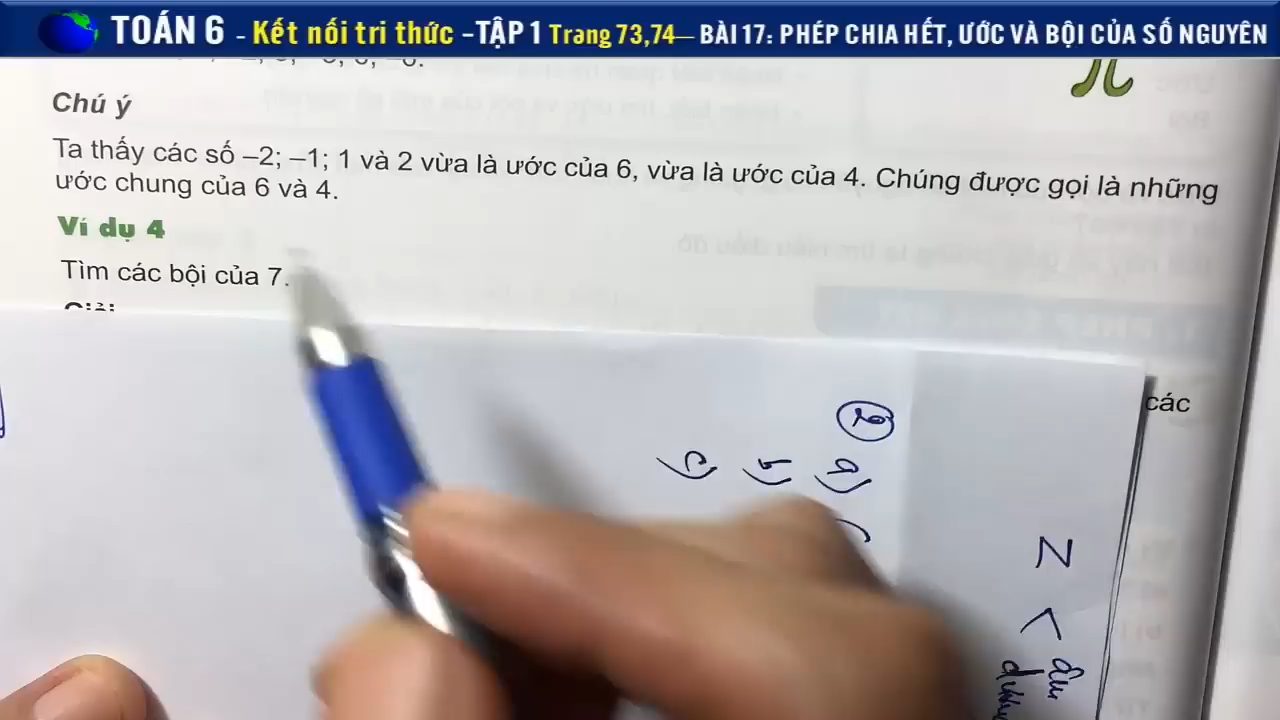 TOÁN 6 - Kết nối tri thức -TẬP 1 Trang 73,74— BÀI 17: PHÉP CHIA HẾT, ƯỚC VÀ BỘI CỦA SỐ NGUYÊN
Chú ý
Ta thấy các số –2; –1; 1 và 2 vừa là ước của 6, vừa là ước của 4. Chúng được gọi là những
ước chung của 6 và 4.
Ví dụ 4
Tìm các bội của 7.
Giải
các
2
a)
b)
c)
Z <
âm